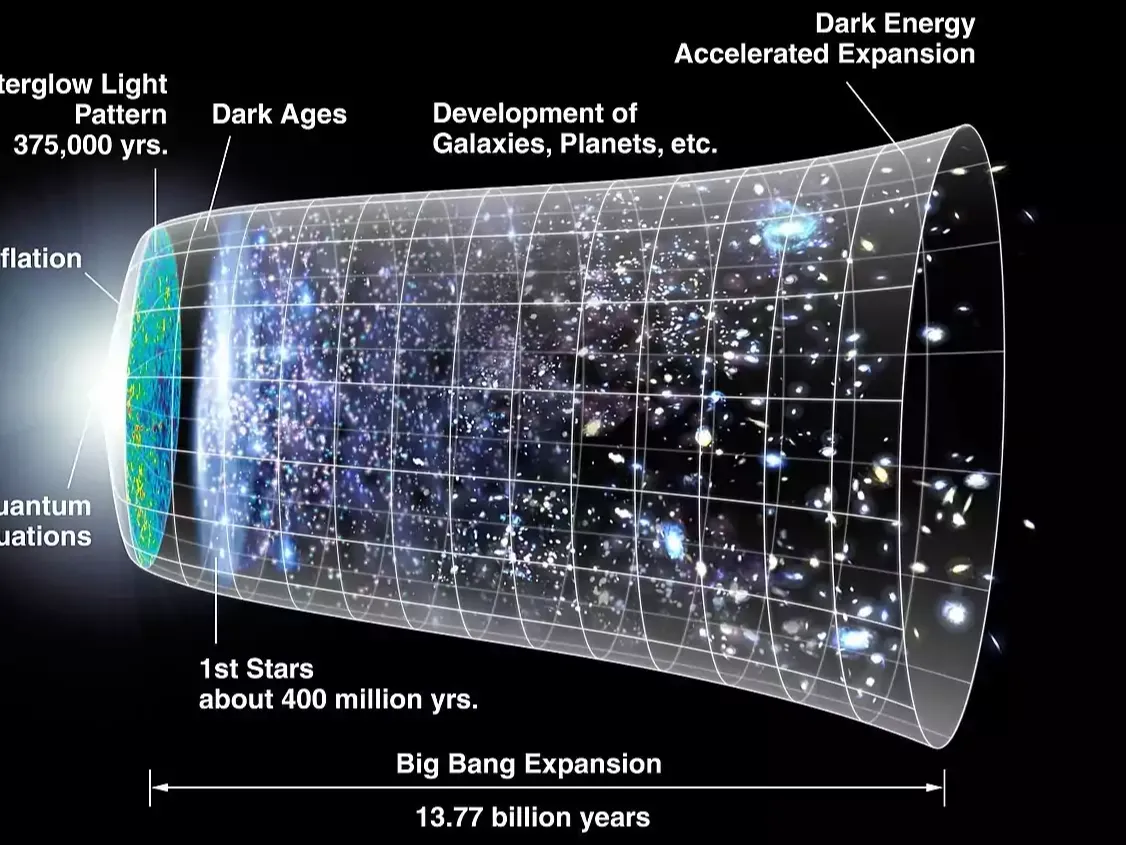 Dark Energy
Accelerated Expansion
terglow Light
Pattern
375,000 yrs.
Dark Ages
Development of
Galaxies, Planets, etc.
flation
uantum
uations
1st Stars
about 400 million yrs.
Big Bang Expansion
13.77 billion years